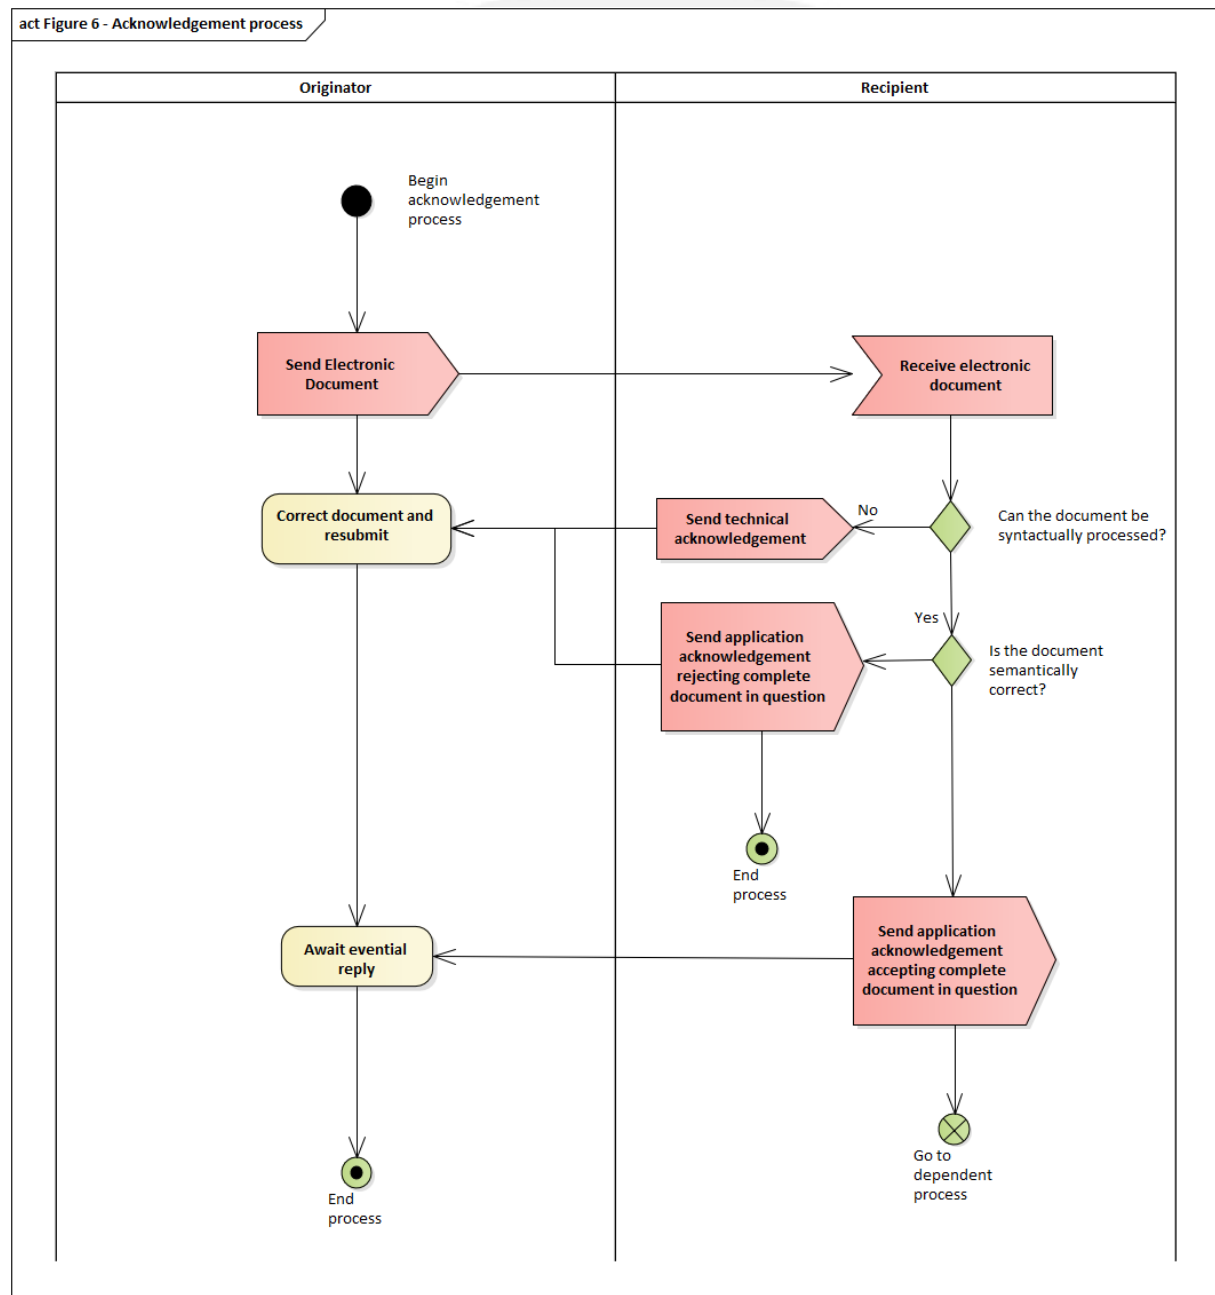 act Figure 6 - Acknowledgement process
Originator
Recipient
Begin
acknowledgement
process
Send Electronic
Document
Receive electronic
document
Correct document and
resubmit
Send technical
acknowledgement
No
Can the document be
syntactually processed?
Yes
Send application
acknowledgement
rejecting complete
document in question
Is the document
semantically
correct?
End
process
Await evential
reply
Send application
acknowledgement
accepting complete
document in question
Go to
dependent
process
End
process